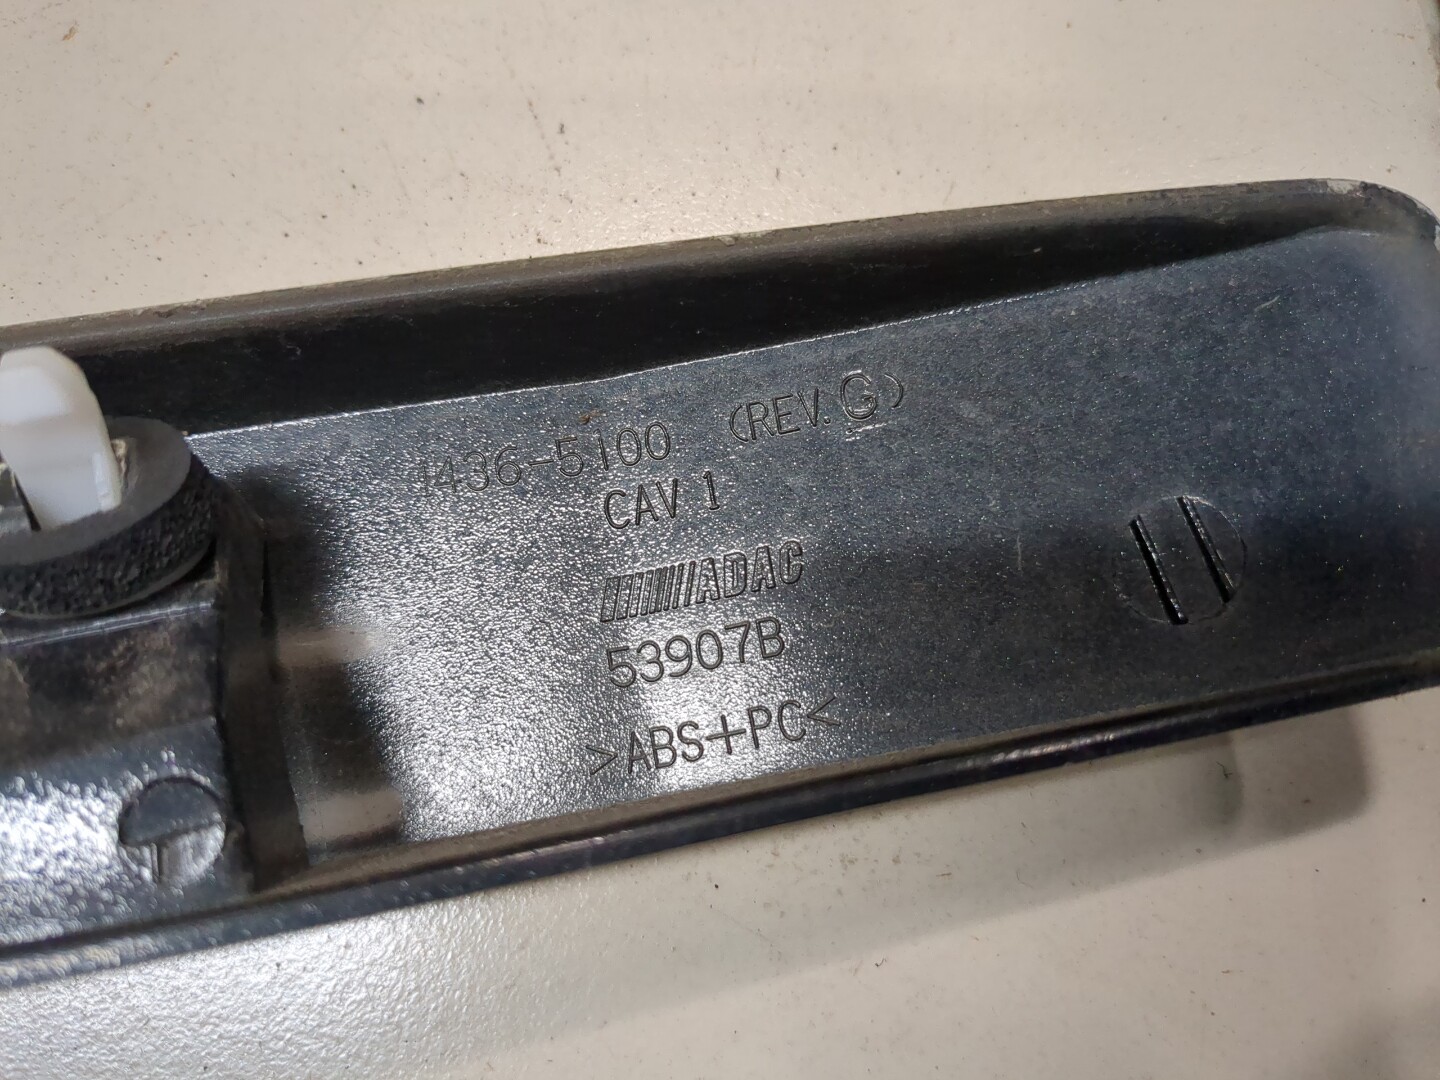 1436-5100 (REV. G)
CAV 1
ADAC
53907B
>ABS+PC<